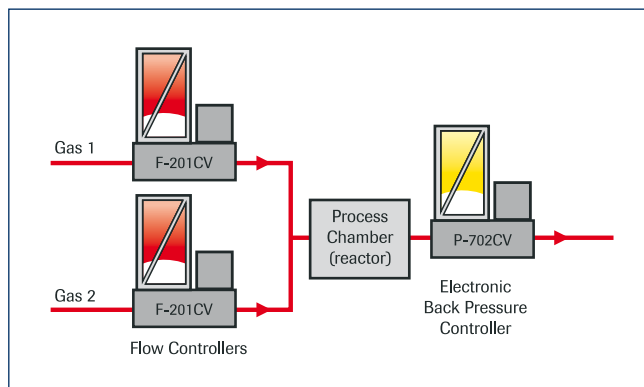 Gas 1
F-201CV
Gas 2
F-201CV
Flow Controllers
Process
Chamber
(reactor)
P-702CV
Electronic
Back Pressure
Controller